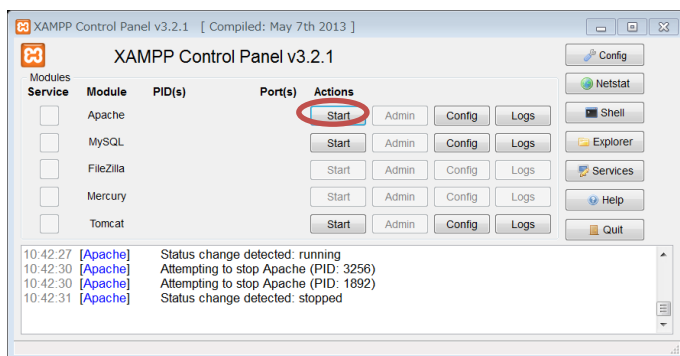 XAMPP Control Panel v3.2.1 [ Compiled: May 7th 2013 ]
XAMPP Control Panel v3.2.1
Config
Modules
Service Module PID(s) Port(s) Actions
Netstat
Apache Start Admin Config Logs
Shell
MySQL Start Admin Config Logs
Explorer
FileZilla Start Admin Config Logs
Services
Mercury Start Admin Config Logs
Help
Tomcat Start Admin Config Logs
Quit
10:42:27 [Apache] Status change detected: running
10:42:30 [Apache] Attempting to stop Apache (PID: 3256)
10:42:30 [Apache] Attempting to stop Apache (PID: 1892)
10:42:31 [Apache] Status change detected: stopped